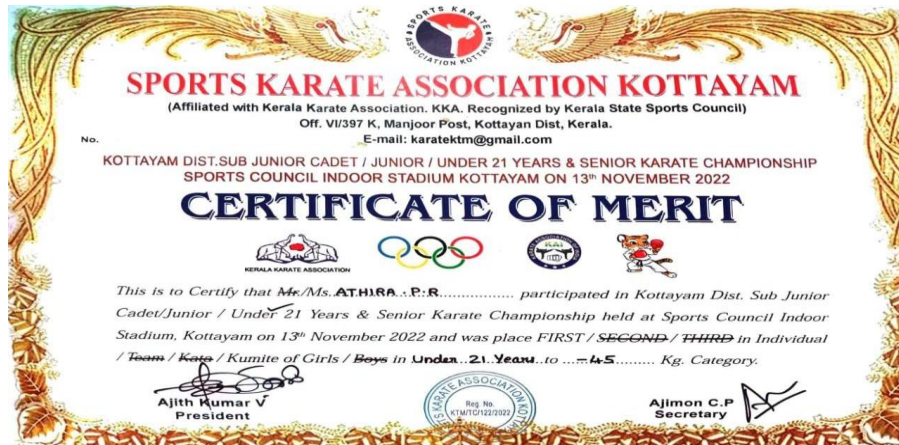 SPORTS KARATE
ASSOCIATION KOTTAYAM
SPORTS KARATE ASSOCIATION KOTTAYAM
(Affiliated with Kerala Karate Association. KKA. Recognized by Kerala State Sports Council)
Off. VI/397 K, Manjoor Post, Kottayan Dist, Kerala.
No.
E-mail: karatektm@gmail.com
KOTTAYAM DIST.SUB JUNIOR CADET / JUNIOR / UNDER 21 YEARS & SENIOR KARATE CHAMPIONSHIP
SPORTS COUNCIL INDOOR STADIUM KOTTAYAM ON 13th NOVEMBER 2022
CERTIFICATE OF MERIT
KAI
KERALA KARATE ASSOCIATION
This is to Certify that Mr./Ms. ATHIRA . P.R ............... participated in Kottayam Dist. Sub Junior
Cadet/Junior / Under 21 Years & Senior Karate Championship held at Sports Council Indoor
Stadium, Kottayam on 13th November 2022 and was place FIRST / SECOND / THIRD in Individual
/ Team / Kata / Kumite of Girls / Boys in Under..21.Years..to ...-45......... Kg. Category.
Ajith Kumar V
President
KARATE ASSOCIATION
Reg. No.
KTM/TC/122/2022
Ajimon C.P
Secretary